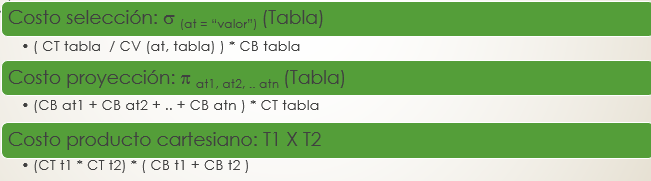 Costo selección: σ (at = “valor”) (Tabla)
• ( CT tabla / CV (at, tabla) ) * CB tabla
Costo proyección: π at1, at2, .. atn (Tabla)
• (CB at1 + CB at2 + .. + CB atn ) * CT tabla
Costo producto cartesiano: T1 X T2
• (CT t1 * CT t2) * ( CB t1 + CB t2 )